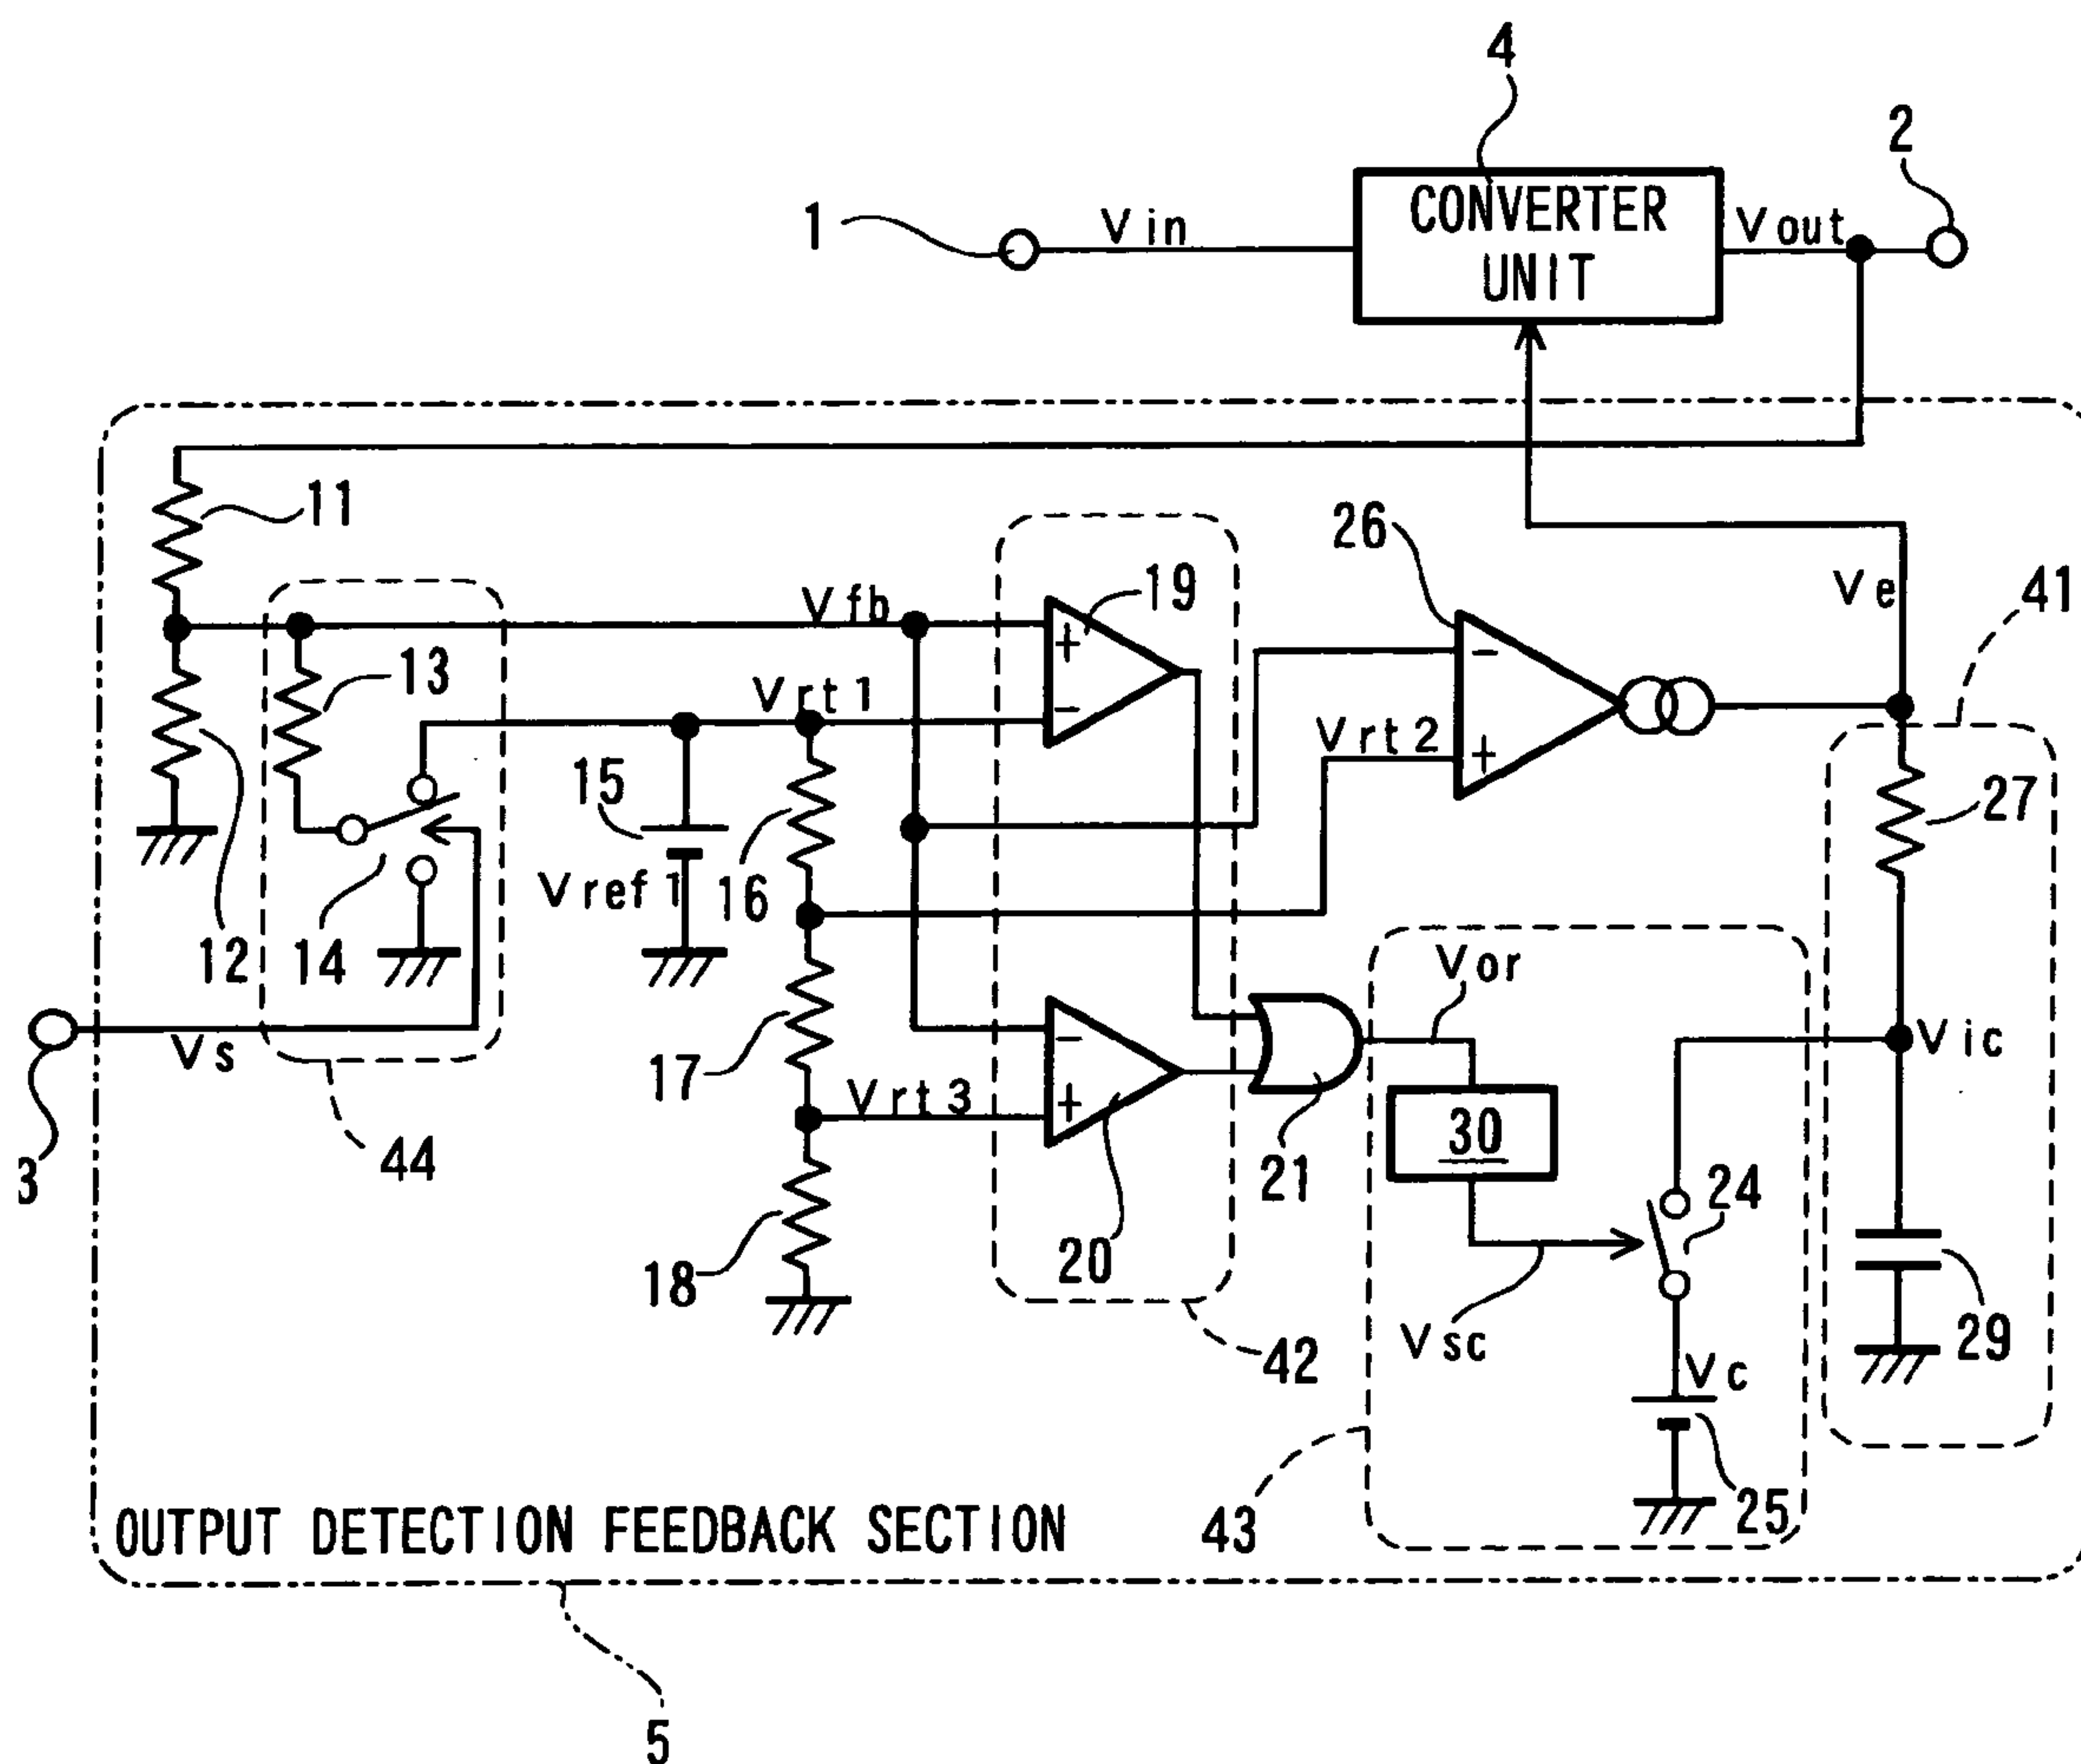 4
2
1
Vin
CONVERTER
UNIT
Vout
11
26
Vfb
19
Ve
41
+
-
-
13
Vrt1
Vrt2
+
15
16
27
12
14
Vref1
Vor
Vs
17
Vrt3
-
+
Vic
3
44
30
21
24
18
20
Vsc
29
42
Vc
43
25
OUTPUT DETECTION FEEDBACK SECTION
5